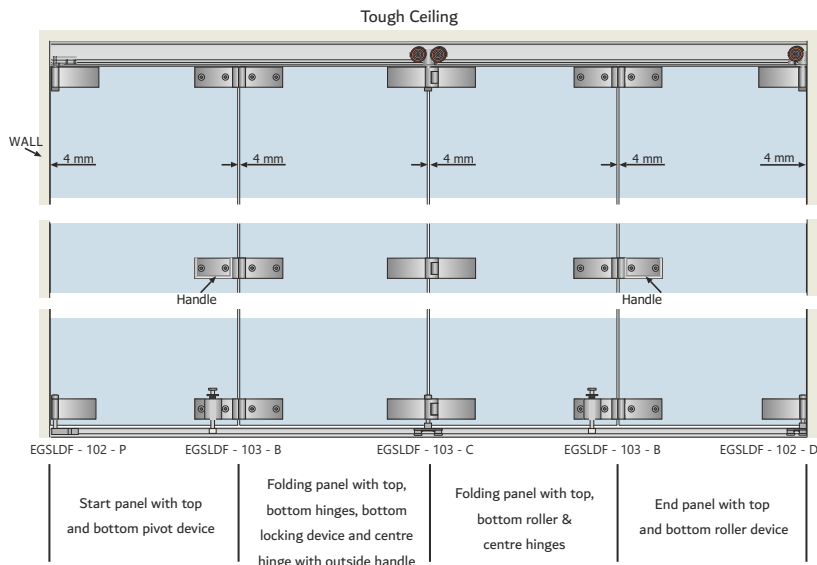 Tough Ceiling
WALL
4 mm
4 mm
4 mm
4 mm
4 mm
Handle
Handle
EGSLDF - 102 - P
EGSLDF - 103 - B
EGSLDF - 103 - C
EGSLDF - 103 - B
EGSLDF - 102 - D
Start panel with top
and bottom pivot device
Folding panel with top,
bottom hinges, bottom
locking device and centre
hinge with outside handle
Folding panel with top,
bottom roller &
centre hinges
End panel with top
and bottom roller device